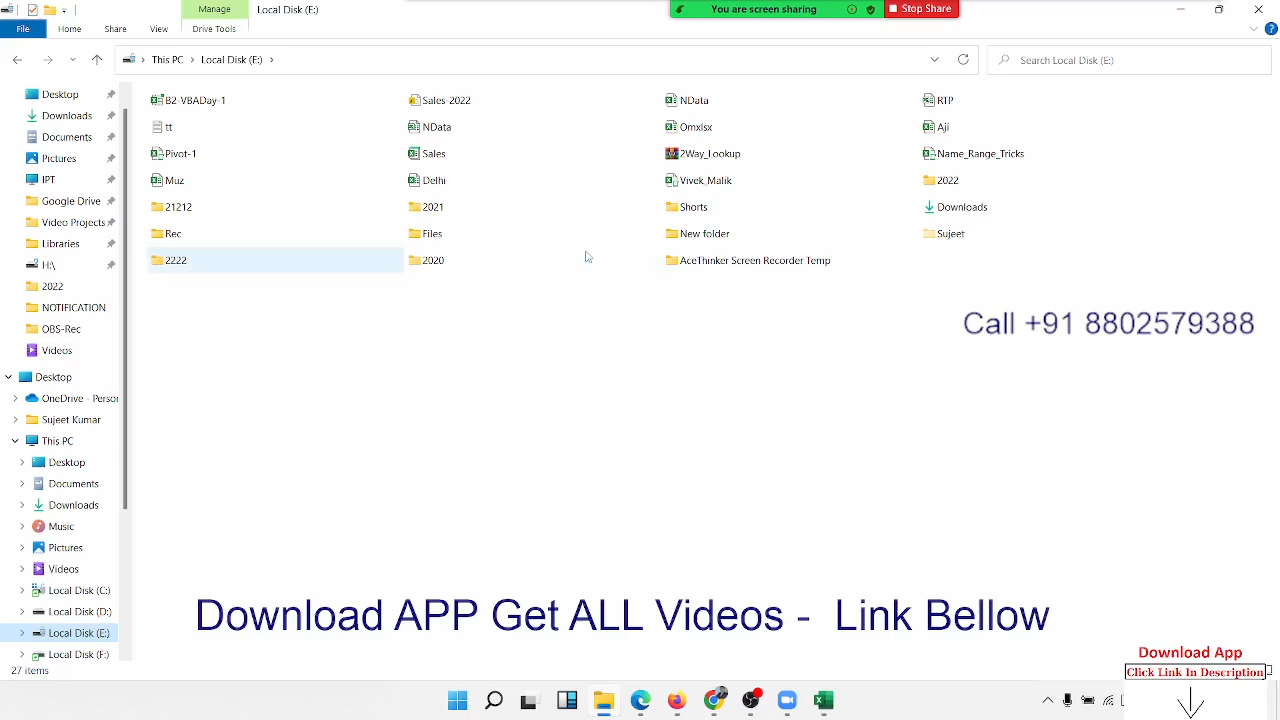 Manage
Local Disk (E:)
You are screen sharing
Stop Share
File
Home
Share
View
Drive Tools
This PC
Local Disk (E:)
Search Local Disk (E:)
Desktop
Downloads
Documents
Pictures
IPT
Google Drive
Video Projects
Libraries
H:\
2022
NOTIFICATION
OBS-Rec
Videos
Desktop
OneDrive - Person
Sujeet Kumar
This PC
Desktop
Documents
Downloads
Music
Pictures
Videos
Local Disk (C:)
Local Disk (D:)
Local Disk (E:)
Local Disk (F:)
B2-VBADay-1
Sales-2022
NData
RTP
tt
NData
Omxlsx
Aji
Pivot-1
Sales
2Way_Lookup
Name_Range_Tricks
Muz
Delhi
Vivek_Malik
2022
21212
2021
Shorts
Downloads
Rec
Files
New folder
Sujeet
2222
2020
AceThinker Screen Recorder Temp
Call +91 8802579388
Download APP Get ALL Videos - Link Bellow
27 items
Download App
Click Link In Description